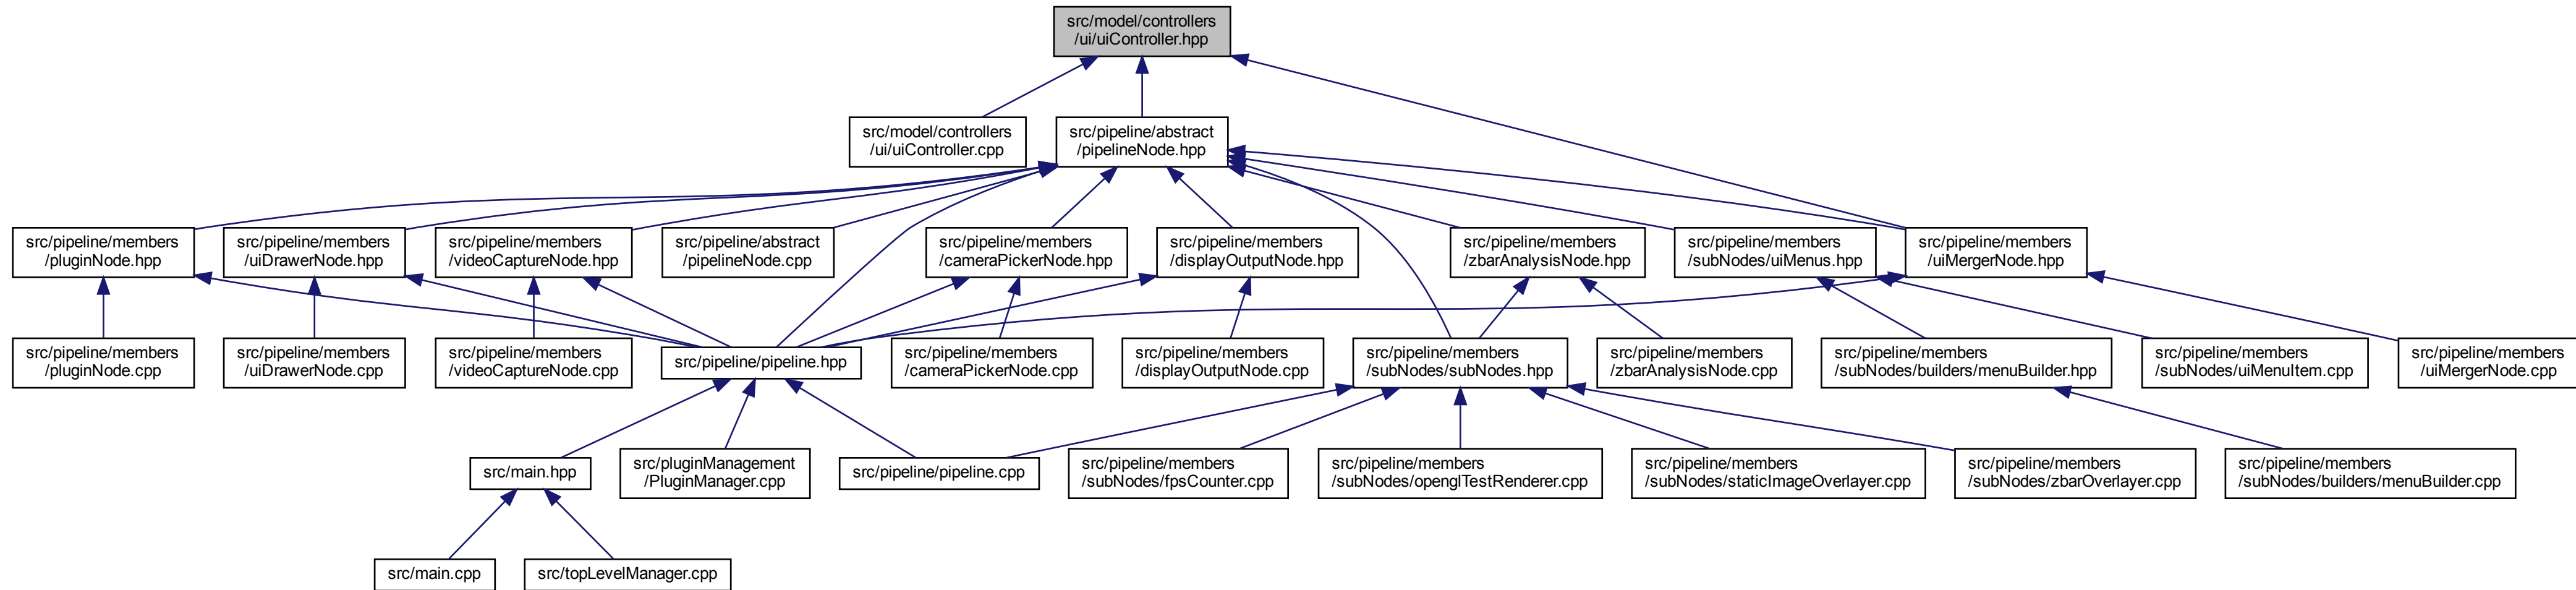 src/model/controllers
/ui/uiController.hpp
src/model/controllers
/ui/uiController.cpp
src/pipeline/abstract
/pipelineNode.hpp
src/pipeline/members
/pluginNode.hpp
src/pipeline/members
/uiDrawerNode.hpp
src/pipeline/members
/videoCaptureNode.hpp
src/pipeline/abstract
/pipelineNode.cpp
src/pipeline/members
/cameraPickerNode.hpp
src/pipeline/members
/displayOutputNode.hpp
src/pipeline/members
/zbarAnalysisNode.hpp
src/pipeline/members
/subNodes/uiMenus.hpp
src/pipeline/members
/uiMergerNode.hpp
src/pipeline/members
/pluginNode.cpp
src/pipeline/members
/uiDrawerNode.cpp
src/pipeline/members
/videoCaptureNode.cpp
src/pipeline/pipeline.hpp
src/pipeline/members
/cameraPickerNode.cpp
src/pipeline/members
/displayOutputNode.cpp
src/pipeline/members
/subNodes/subNodes.hpp
src/pipeline/members
/zbarAnalysisNode.cpp
src/pipeline/members
/subNodes/builders/menuBuilder.hpp
src/pipeline/members
/subNodes/uiMenuItem.cpp
src/pipeline/members
/uiMergerNode.cpp
src/main.hpp
src/pluginManagement
/PluginManager.cpp
src/pipeline/pipeline.cpp
src/pipeline/members
/subNodes/fpsCounter.cpp
src/pipeline/members
/subNodes/openglTestRenderer.cpp
src/pipeline/members
/subNodes/staticImageOverlayer.cpp
src/pipeline/members
/subNodes/zbarOverlayer.cpp
src/pipeline/members
/subNodes/builders/menuBuilder.cpp
src/main.cpp
src/topLevelManager.cpp